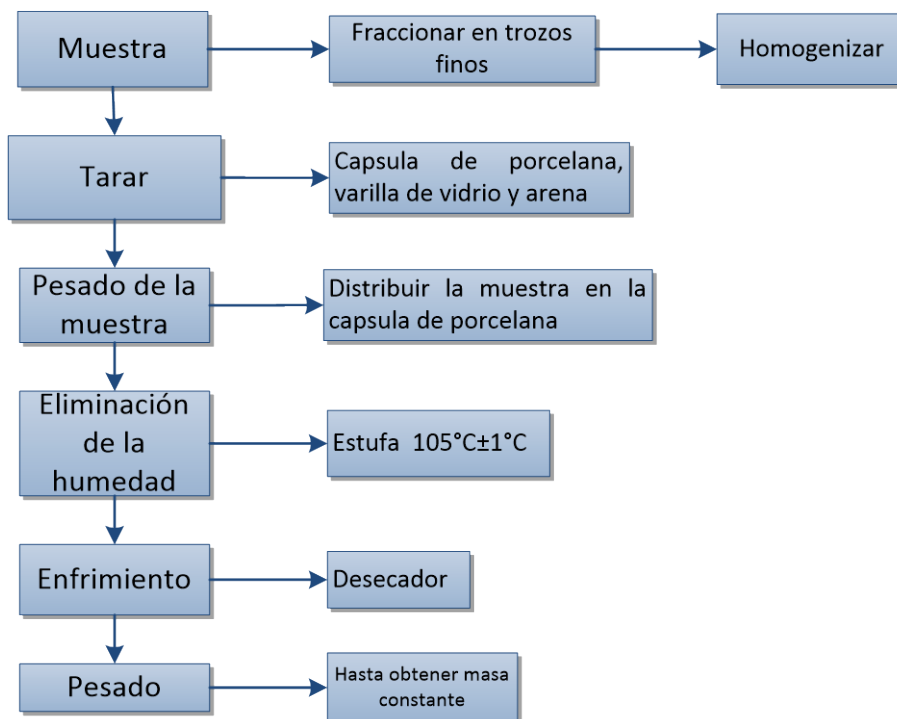 Muestra
Fraccionar en trozos
finos
Homogenizar
Tarar
Capsula de porcelana,
varilla de vidrio y arena
Pesado de la
muestra
Distribuir la muestra en la
capsula de porcelana
Eliminación
de la
humedad
Estufa 105°C±1°C
Enfrimiento
Desecador
Pesado
Hasta obtener masa
constante